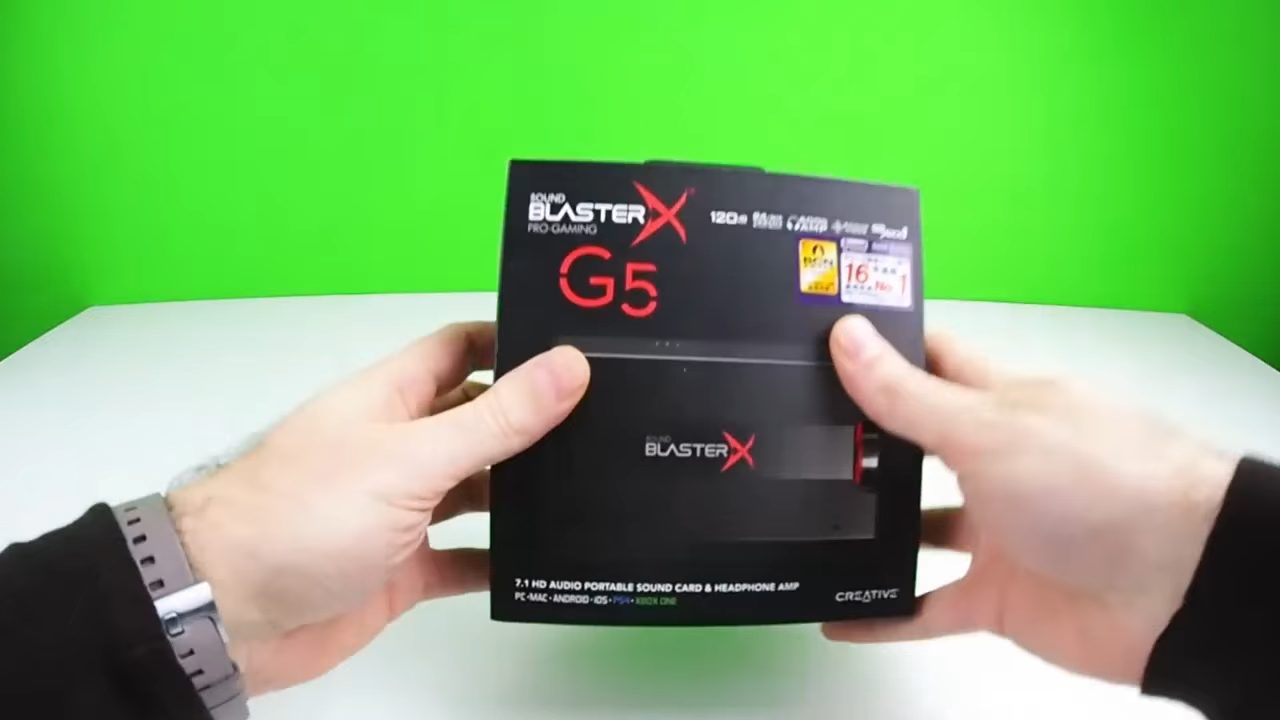 SOUND
BLASTERX
PRO-GAMING
G5
120dB
AMP
16
No.1
SOUND
BLASTERX
7.1 HD AUDIO PORTABLE SOUND CARD & HEADPHONE AMP
PC • MAC • ANDROID • iOS • PS4 • XBOX ONE
CREATIVE